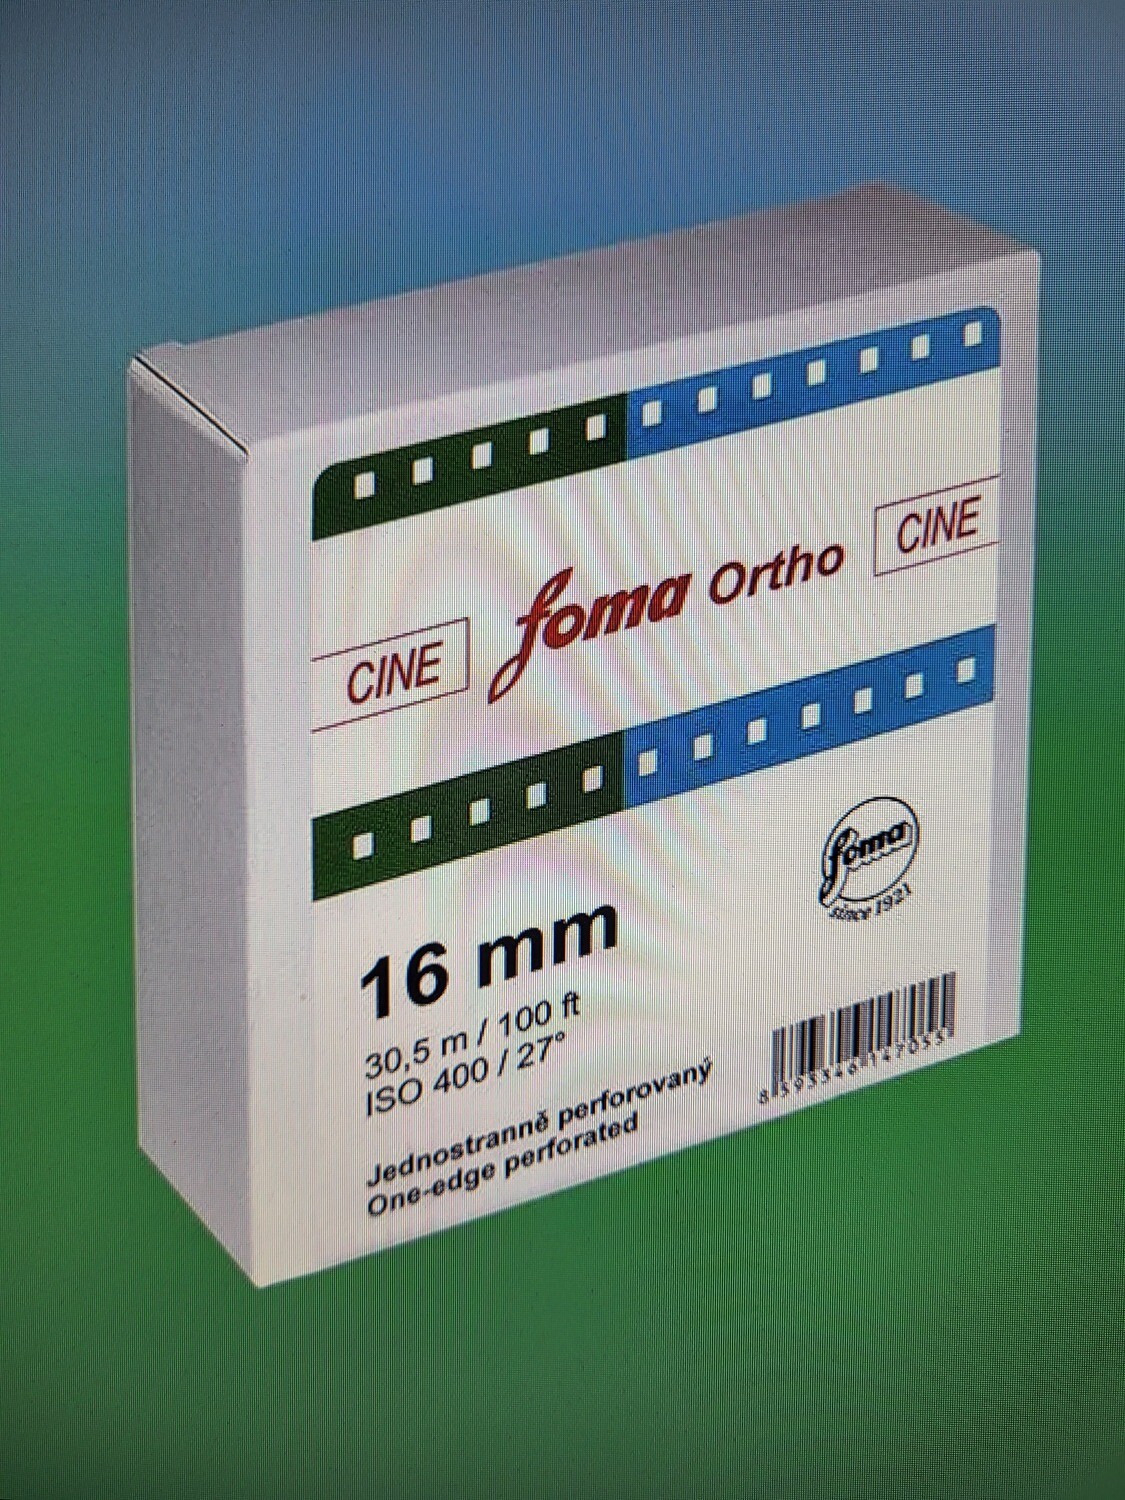 CINE foma Ortho CINE
foma
since 1921
16 mm
30,5 m / 100 ft
ISO 400 / 27°
Jednostranně perforovaný
One-edge perforated